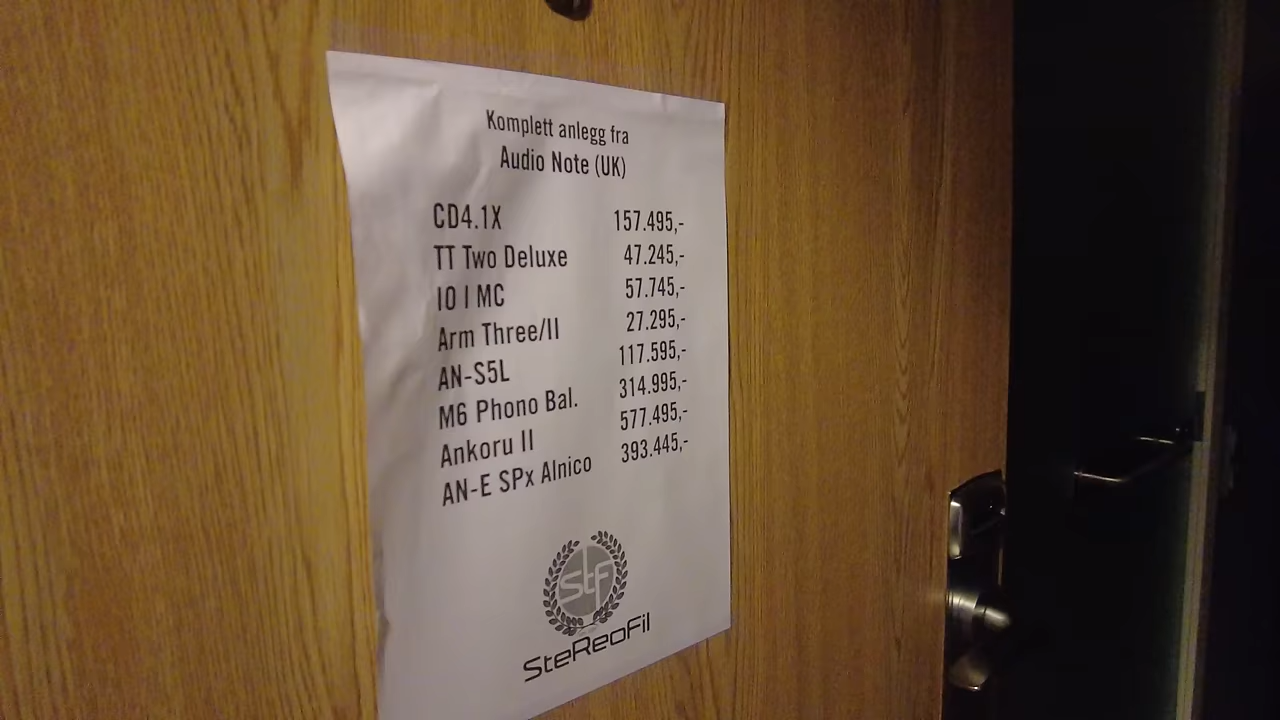 Komplett anlegg fra
Audio Note (UK)
CD4.1X 157.495,-
TT Two Deluxe 47.245,-
IO I MC 57.745,-
Arm Three/II 27.295,-
AN-S5L 117.595,-
M6 Phono Bal. 314.995,-
Ankoru II 577.495,-
AN-E SPx Alnico 393.445,-
STF
SteReoFil